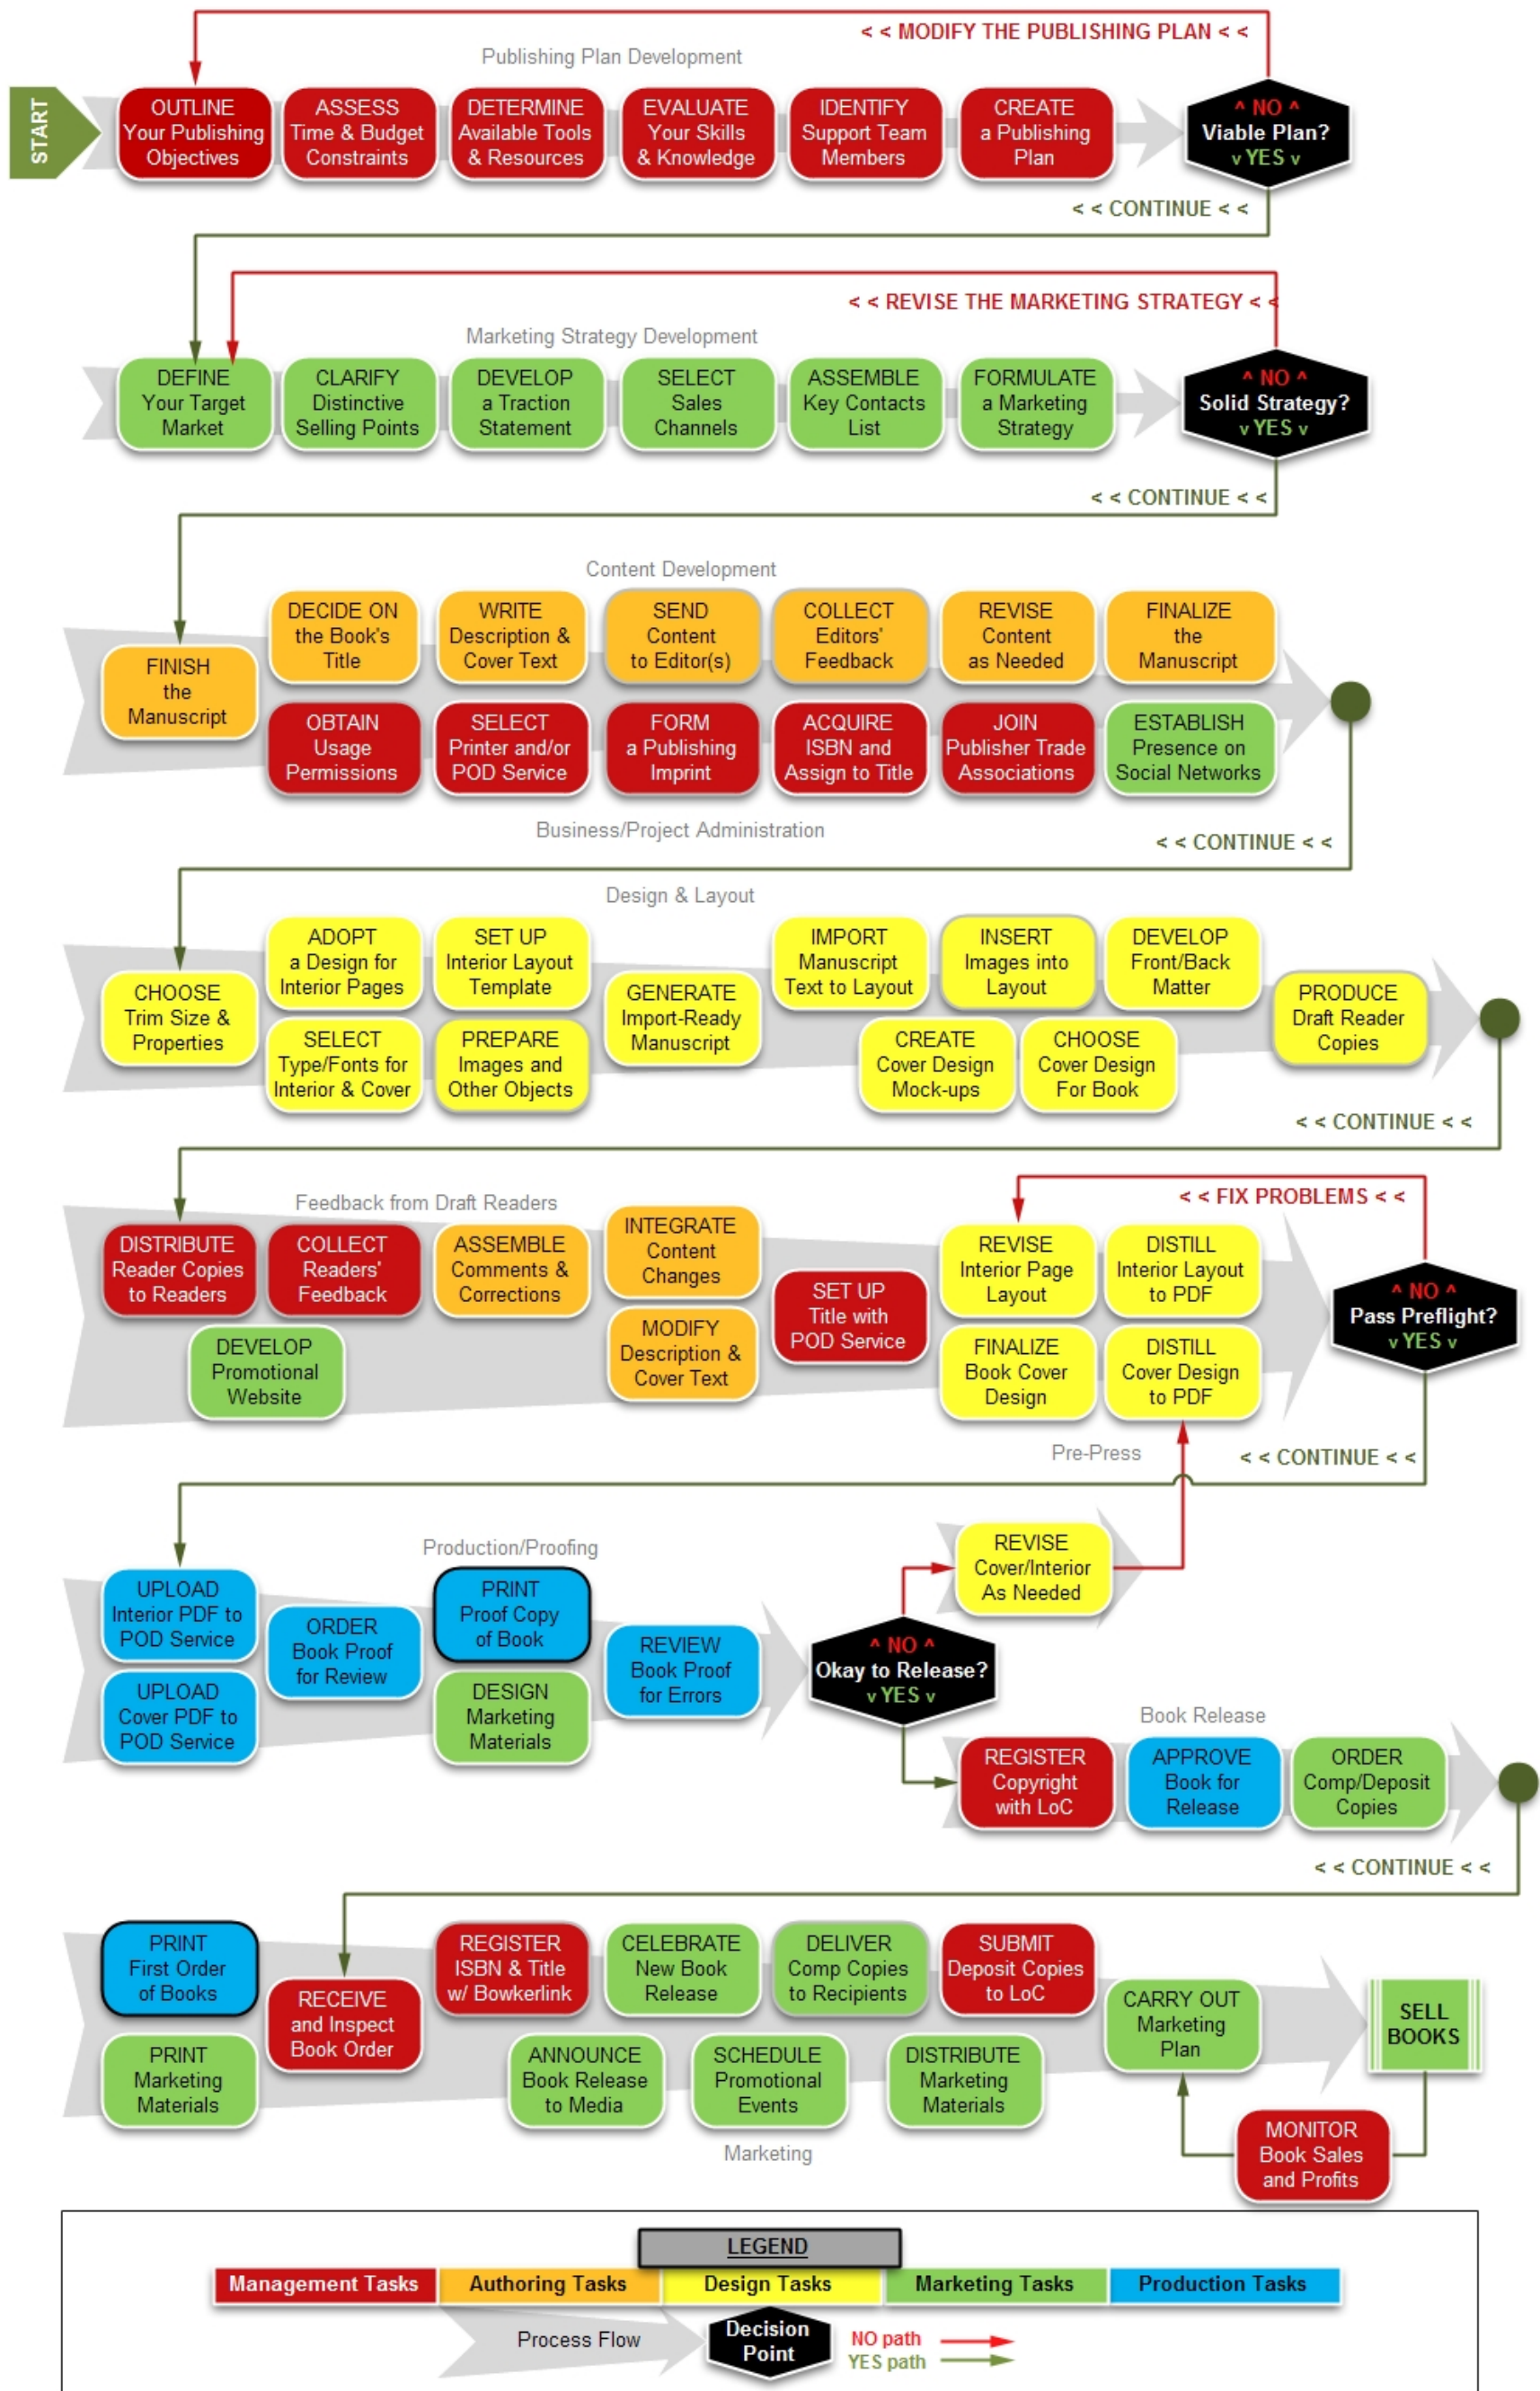 < < MODIFY THE PUBLISHING PLAN < <
Publishing Plan Development
START
OUTLINE
Your Publishing
Objectives
ASSESS
Time & Budget
Constraints
DETERMINE
Available Tools
& Resources
EVALUATE
Your Skills
& Knowledge
IDENTIFY
Support Team
Members
CREATE
a Publishing
Plan
^ NO ^
Viable Plan?
v YES v
< < CONTINUE < <
< < REVISE THE MARKETING STRATEGY < <
Marketing Strategy Development
DEFINE
Your Target
Market
CLARIFY
Distinctive
Selling Points
DEVELOP
a Traction
Statement
SELECT
Sales
Channels
ASSEMBLE
Key Contacts
List
FORMULATE
a Marketing
Strategy
^ NO ^
Solid Strategy?
v YES v
< < CONTINUE < <
Content Development
FINISH
the
Manuscript
DECIDE ON
the Book's
Title
WRITE
Description &
Cover Text
SEND
Content
to Editor(s)
COLLECT
Editors'
Feedback
REVISE
Content
as Needed
FINALIZE
the
Manuscript
OBTAIN
Usage
Permissions
SELECT
Printer and/or
POD Service
FORM
a Publishing
Imprint
ACQUIRE
ISBN and
Assign to Title
JOIN
Publisher Trade
Associations
ESTABLISH
Presence on
Social Networks
Business/Project Administration
< < CONTINUE < <
Design & Layout
CHOOSE
Trim Size &
Properties
ADOPT
a Design for
Interior Pages
SET UP
Interior Layout
Template
SELECT
Type/Fonts for
Interior & Cover
PREPARE
Images and
Other Objects
GENERATE
Import-Ready
Manuscript
IMPORT
Manuscript
Text to Layout
INSERT
Images into
Layout
DEVELOP
Front/Back
Matter
CREATE
Cover Design
Mock-ups
CHOOSE
Cover Design
For Book
PRODUCE
Draft Reader
Copies
< < CONTINUE < <
< < FIX PROBLEMS < <
Feedback from Draft Readers
DISTRIBUTE
Reader Copies
to Readers
COLLECT
Readers'
Feedback
ASSEMBLE
Comments &
Corrections
DEVELOP
Promotional
Website
INTEGRATE
Content
Changes
MODIFY
Description &
Cover Text
SET UP
Title with
POD Service
REVISE
Interior Page
Layout
DISTILL
Interior Layout
to PDF
FINALIZE
Book Cover
Design
DISTILL
Cover Design
to PDF
^ NO ^
Pass Preflight?
v YES v
Pre-Press
< < CONTINUE < <
Production/Proofing
UPLOAD
Interior PDF to
POD Service
UPLOAD
Cover PDF to
POD Service
ORDER
Book Proof
for Review
PRINT
Proof Copy
of Book
DESIGN
Marketing
Materials
REVIEW
Book Proof
for Errors
^ NO ^
Okay to Release?
v YES v
REVISE
Cover/Interior
As Needed
Book Release
REGISTER
Copyright
with LoC
APPROVE
Book for
Release
ORDER
Comp/Deposit
Copies
< < CONTINUE < <
PRINT
First Order
of Books
PRINT
Marketing
Materials
RECEIVE
and Inspect
Book Order
REGISTER
ISBN & Title
w/ Bowkerlink
CELEBRATE
New Book
Release
DELIVER
Comp Copies
to Recipients
SUBMIT
Deposit Copies
to LoC
ANNOUNCE
Book Release
to Media
SCHEDULE
Promotional
Events
DISTRIBUTE
Marketing
Materials
CARRY OUT
Marketing
Plan
SELL
BOOKS
MONITOR
Book Sales
and Profits
Marketing
LEGEND
Management Tasks
Authoring Tasks
Design Tasks
Marketing Tasks
Production Tasks
Process Flow
Decision
Point
NO path
YES path